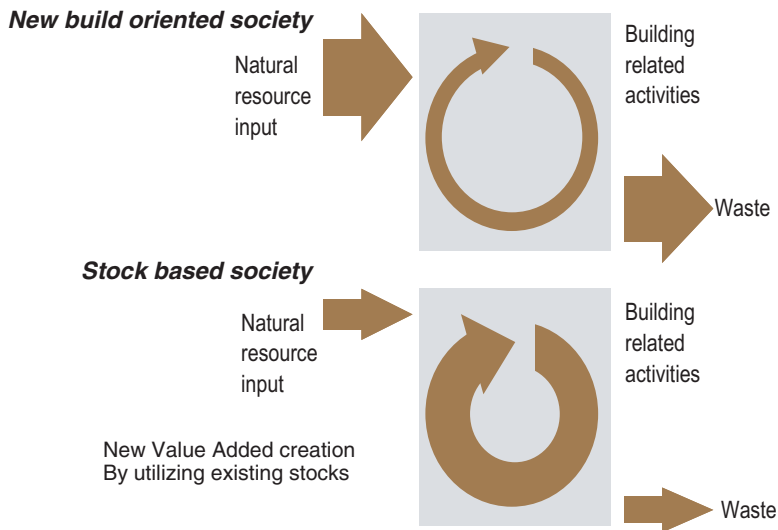 New build oriented society
Natural
resource
input
Building
related
activities
Waste
Stock based society
Natural
resource
input
Building
related
activities
New Value Added creation
By utilizing existing stocks
Waste